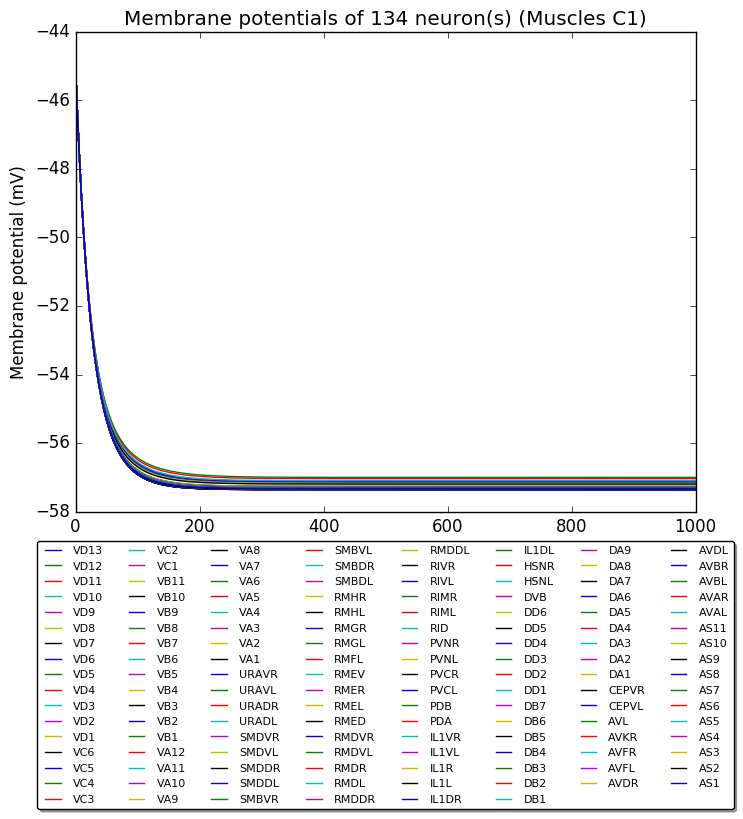 Membrane potentials of 134 neuron(s) (Muscles C1)
Membrane potential (mV)
−44
−46
−48
−50
−52
−54
−56
−58
0 200 400 600 800 1000
VD13 VC2 VA8 SMBVL RMDDL IL1DL DA9 AVDL
VD12 VC1 VA7 SMBDR RIVR HSNR DA8 AVBR
VD11 VB11 VA6 SMBDL RIVL HSNL DA7 AVBL
VD10 VB10 VA5 RMHR RIMR DVB DA6 AVAR
VD9 VB9 VA4 RMHL RIML DD6 DA5 AVAL
VD8 VB8 VA3 RMGR RID DD5 DA4 AS11
VD7 VB7 VA2 RMGL PVNR DD4 DA3 AS10
VD6 VB6 VA1 RMFL PVNL DD3 DA2 AS9
VD5 VB5 URAVR RMEV PVCR DD2 DA1 AS8
VD4 VB4 URAVL RMER PVCL DD1 CEPVR AS7
VD3 VB3 URADR RMEL PDB DB7 CEPVL AS6
VD2 VB2 URADL RMED PDA DB6 AVL AS5
VD1 VB1 SMDVR RMDVR IL1VR DB5 AVKR AS4
VC6 VA12 SMDVL RMDVL IL1VL DB4 AVFR AS3
VC5 VA11 SMDDR RMDR IL1R DB3 AVFL AS2
VC4 VA10 SMDDL RMDL IL1L DB2 AVDR AS1
VC3 VA9 SMBVR RMDDR IL1DR DB1